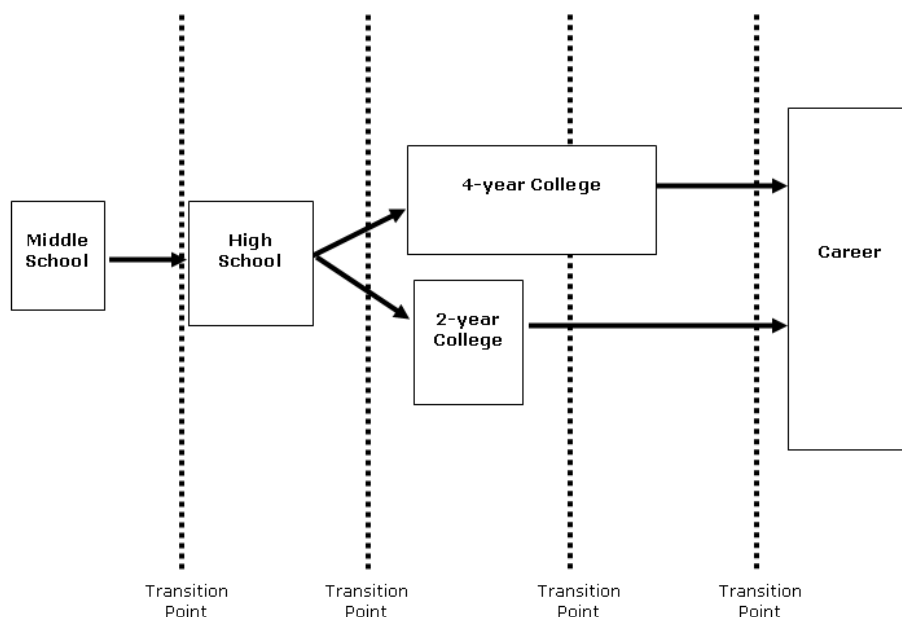 4-year College
Middle
School
High
School
Career
2-year
College
Transition
Point
Transition
Point
Transition
Point
Transition
Point